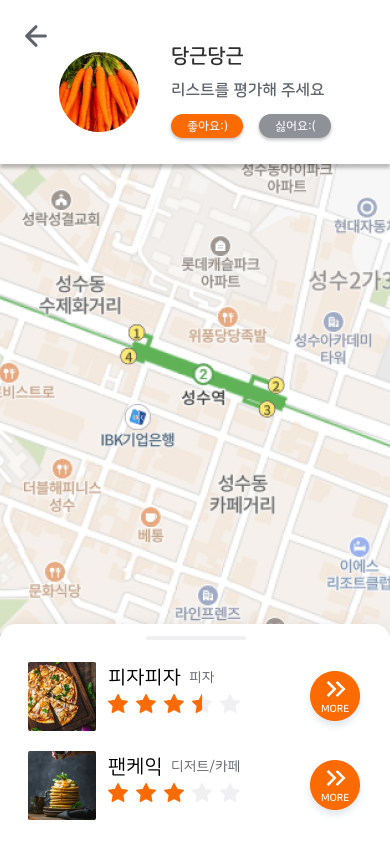 당근당근
리스트를 평가해 주세요
좋아요:)
싫어요:(
성수동아이파크
아파트
성락성결교회
현대자동차
롯데캐슬파크
아파트
성수동
수제화거리
성수2가3
위풍당당족발
성수아카데미
타워
1
4
2
2
3
성수역
비스트로
IBK기업은행
더블해피니스
성수
성수동
카페거리
베통
이에스
리조트클럽
문화식당
라인프렌즈
피자피자 피자
MORE
팬케익 디저트/카페
MORE